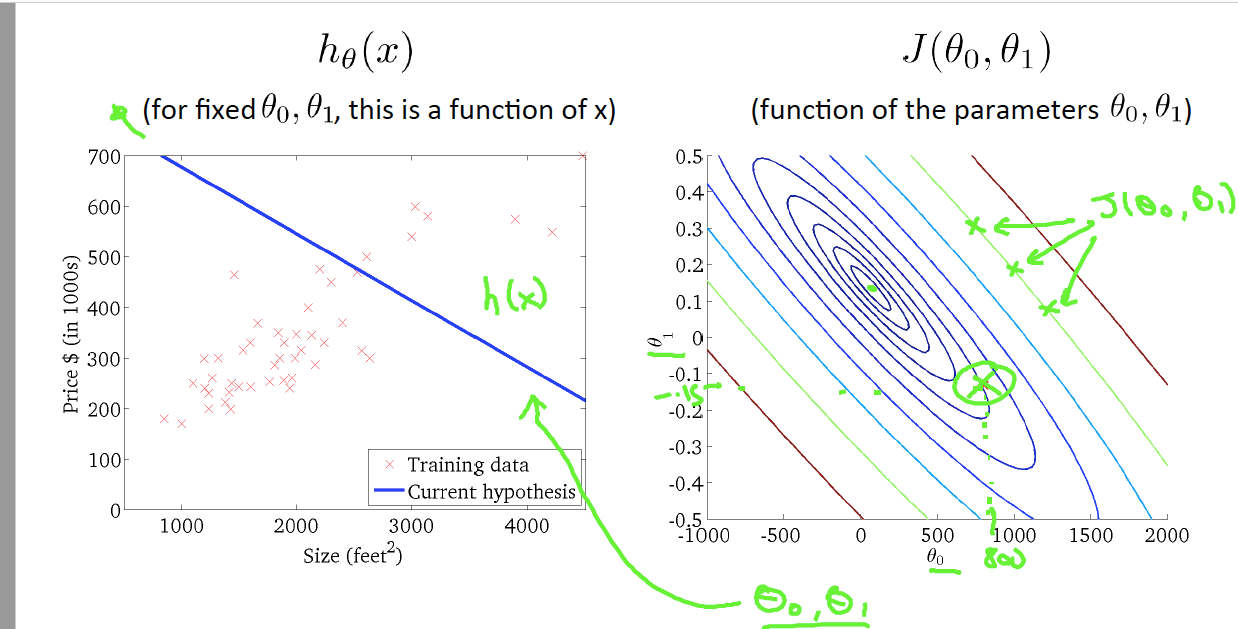 h_θ(x)
(for fixed θ₀, θ₁, this is a function of x)
700
600
500
400
300
200
100
0
Price $ (in 1000s)
h(x)
Training data
Current hypothesis
1000 2000 3000 4000
Size (feet²)
J(θ₀, θ₁)
(function of the parameters θ₀, θ₁)
0.5
0.4
0.3
0.2
0.1
0
-0.1
-0.2
-0.3
-0.4
-0.5
θ₁
-.15
J(θ₀, θ₁)
-1000 -500 0 500 1000 1500 2000
θ₀
800
θ₀, θ₁